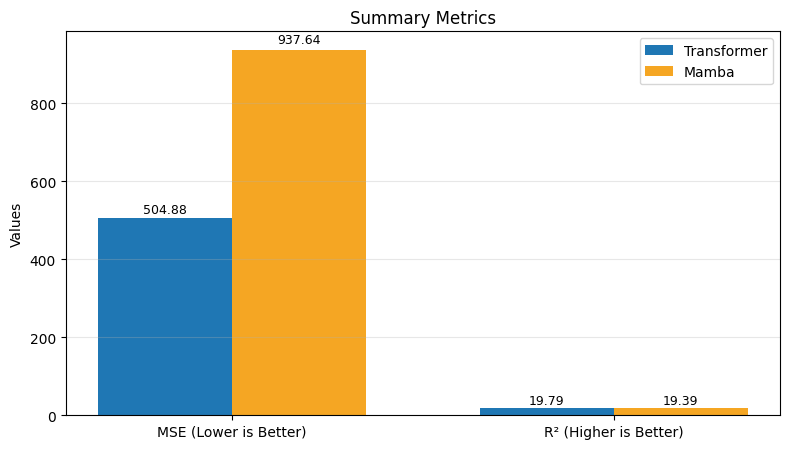 Summary Metrics
Transformer
Mamba
937.64
504.88
19.79
19.39
Values
800
600
400
200
0
MSE (Lower is Better)
R² (Higher is Better)